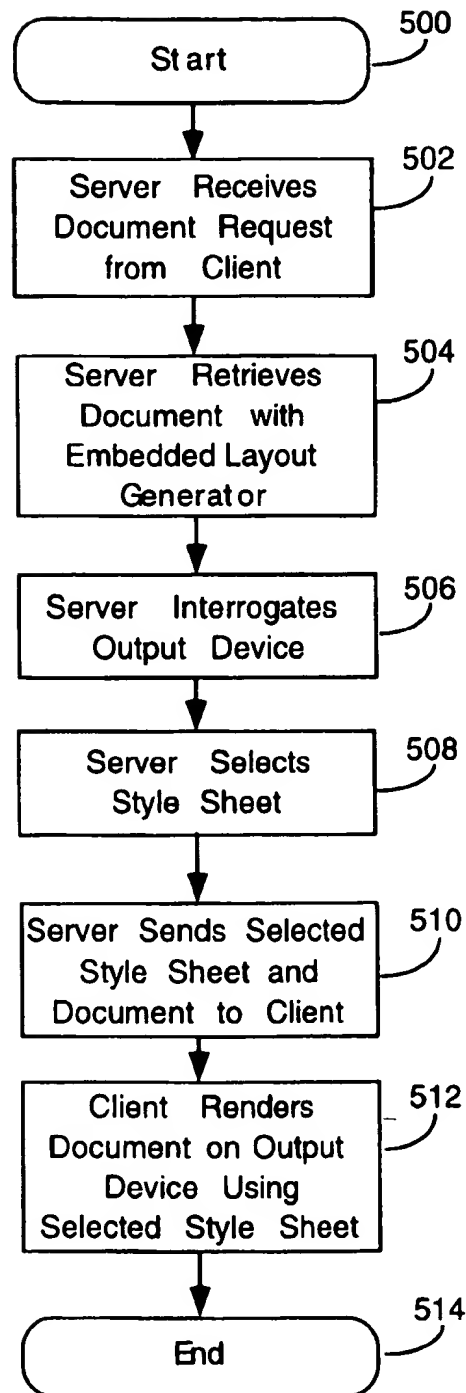 500
Start
502
Server Receives
Document Request
from Client
504
Server Retrieves
Document with
Embedded Layout
Generator
506
Server Interrogates
Output Device
508
Server Selects
Style Sheet
510
Server Sends Selected
Style Sheet and
Document to Client
512
Client Renders
Document on Output
Device Using
Selected Style Sheet
514
End